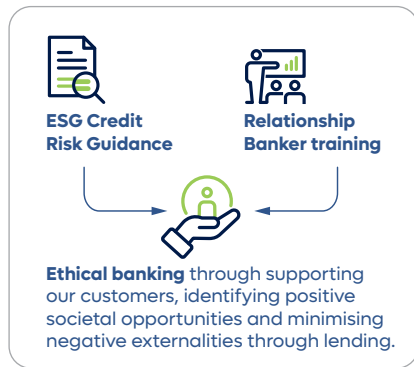 ESG Credit
Risk Guidance
Relationship
Banker training
Ethical banking through supporting
our customers, identifying positive
societal opportunities and minimising
negative externalities through lending.